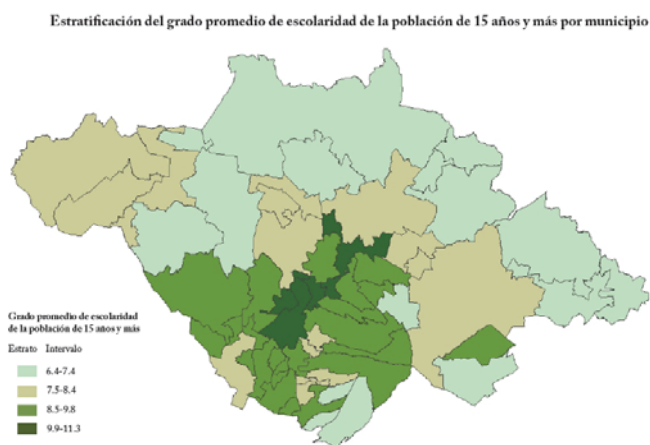 Estratificación del grado promedio de escolaridad de la población de 15 años y más por municipio
Grado promedio de escolaridad
de la población de 15 años y más
Estrato Intervalo
6.4-7.4
7.5-8.4
8.5-9.8
9.9-11.3